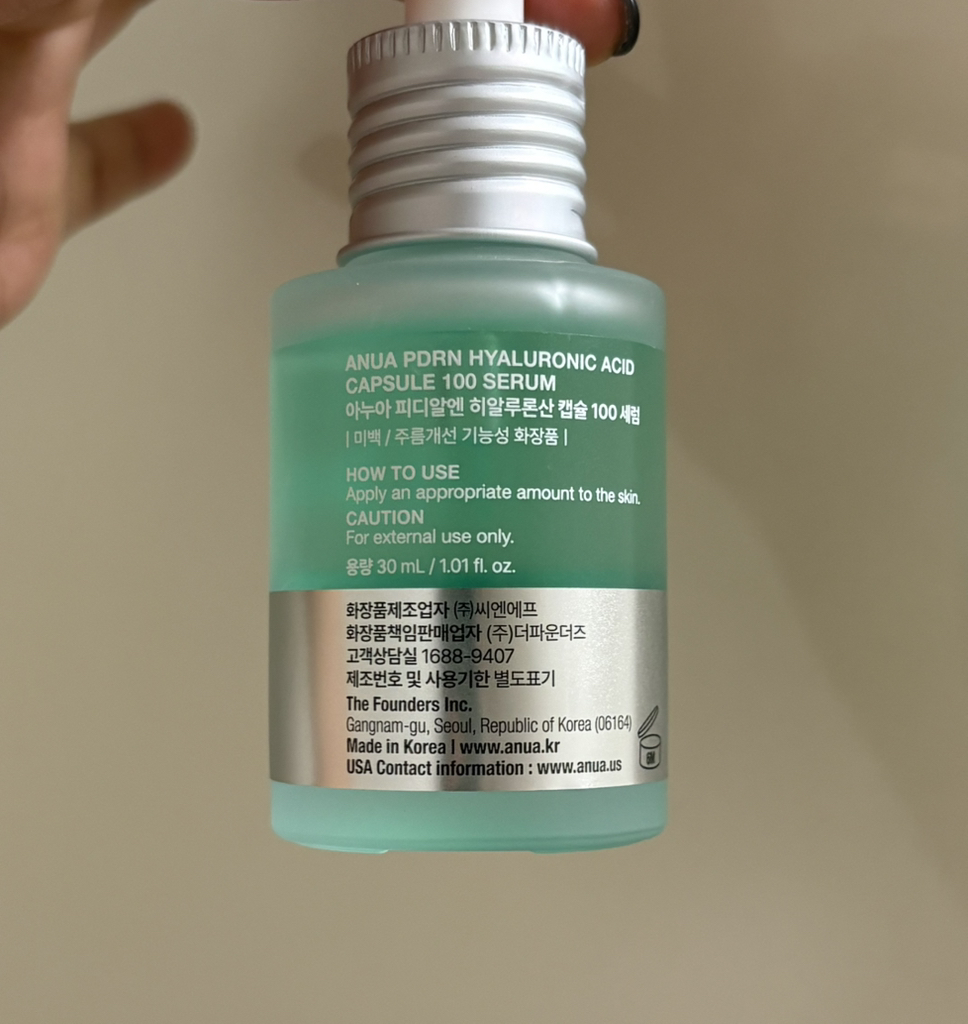 ANUA PDRN HYALURONIC ACID
CAPSULE 100 SERUM
아누아 피디알엔 히알루론산 캡슐 100 세럼
| 미백 / 주름개선 기능성 화장품 |
HOW TO USE
Apply an appropriate amount to the skin.
CAUTION
For external use only.
용량 30 mL / 1.01 fl. oz.
화장품제조업자 (주)씨엔에프
화장품책임판매업자 (주)더파운더즈
고객상담실 1688-9407
제조번호 및 사용기한 별도표기
The Founders Inc.
Gangnam-gu, Seoul, Republic of Korea (06164)
Made in Korea | www.anua.kr
USA Contact information : www.anua.us
6M